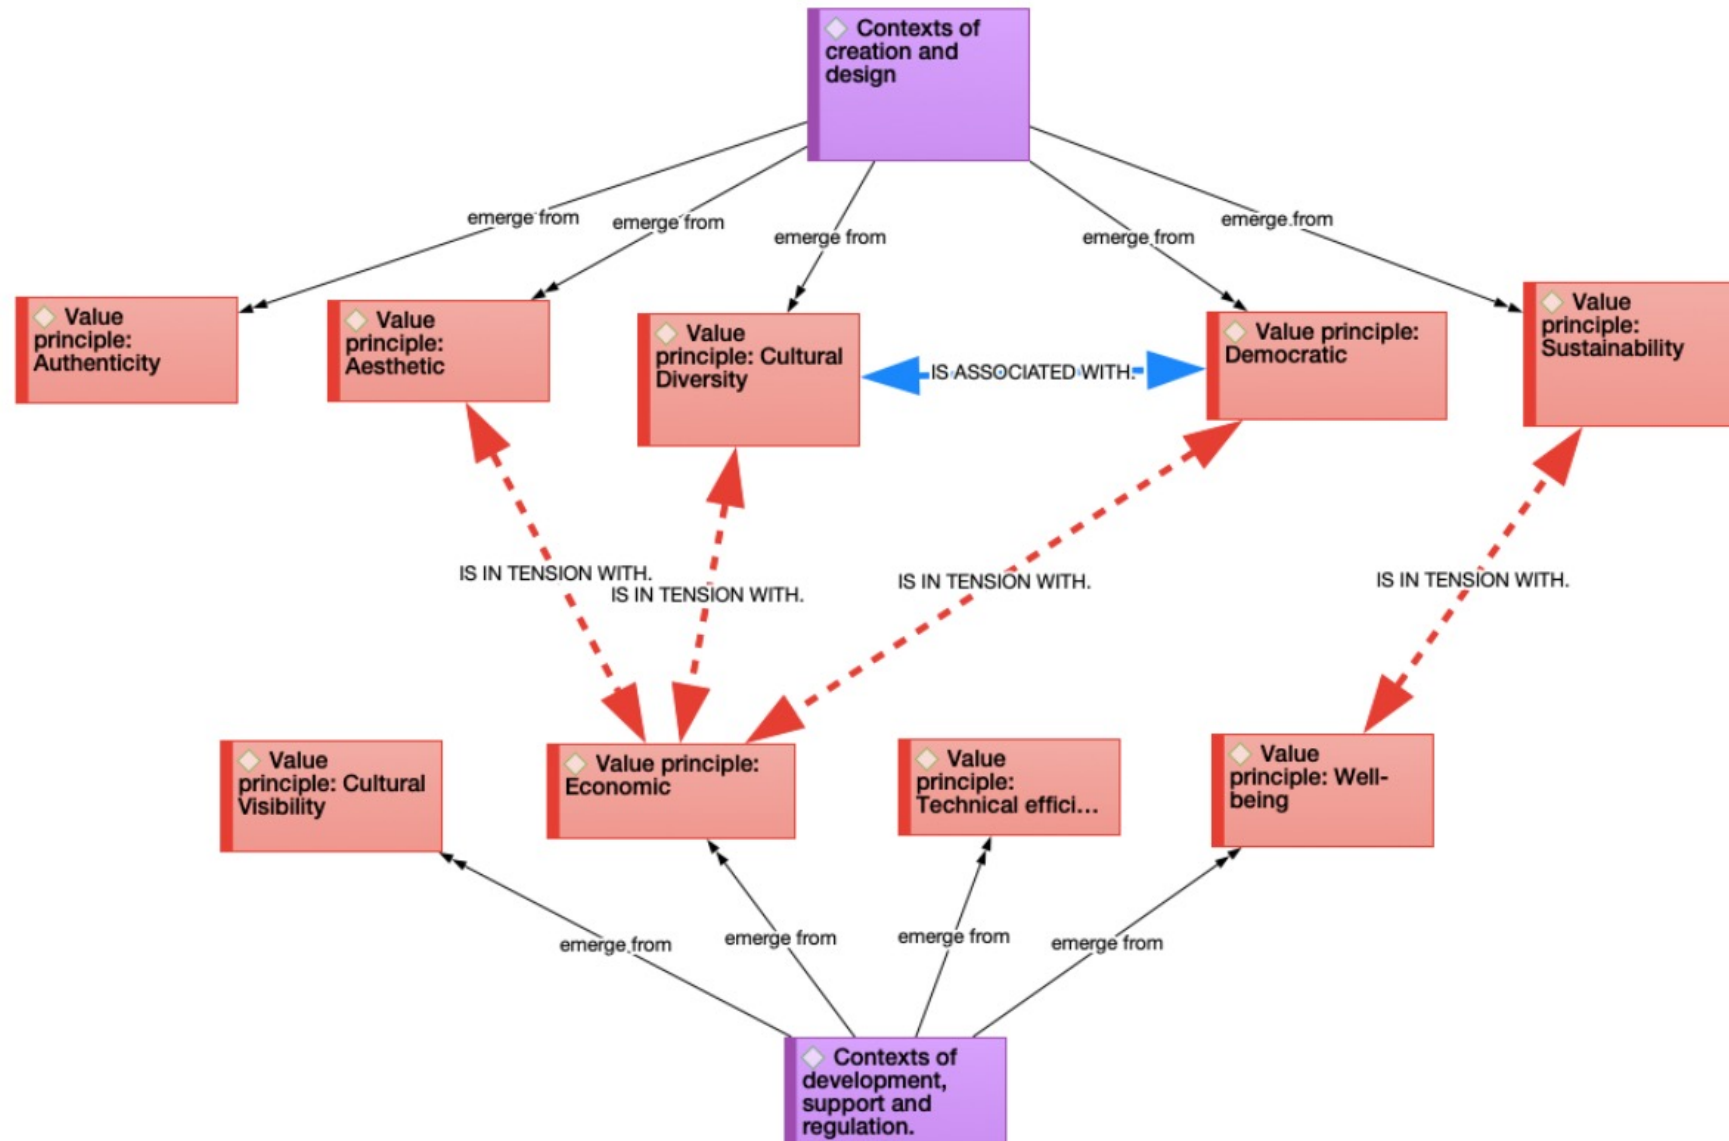 Contexts of
creation and
design
emerge from
emerge from
emerge from
emerge from
emerge from
Value
principle:
Authenticity
Value
principle:
Aesthetic
Value
principle: Cultural
Diversity
IS ASSOCIATED WITH.
Value principle:
Democratic
Value
principle:
Sustainability
IS IN TENSION WITH.
IS IN TENSION WITH.
IS IN TENSION WITH.
IS IN TENSION WITH.
Value
principle: Cultural
Visibility
Value principle:
Economic
Value
principle:
Technical effici...
Value
principle: Well-
being
emerge from
emerge from
emerge from
emerge from
Contexts of
development,
support and
regulation.